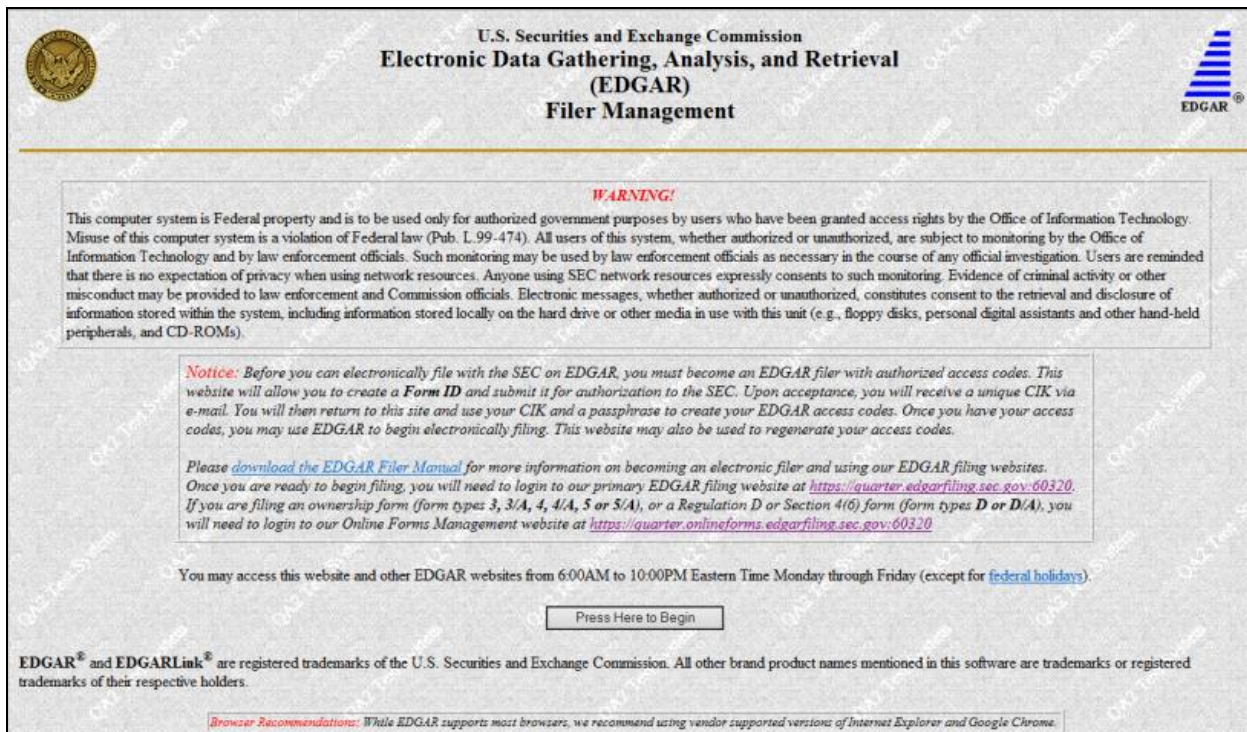 U.S. Securities and Exchange Commission
Electronic Data Gathering, Analysis, and Retrieval
(EDGAR)
Filer Management
EDGAR ®
WARNING!
This computer system is Federal property and is to be used only for authorized government purposes by users who have been granted access rights by the Office of Information Technology.
Misuse of this computer system is a violation of Federal law (Pub. L.99-474). All users of this system, whether authorized or unauthorized, are subject to monitoring by the Office of
Information Technology and by law enforcement officials. Such monitoring may be used by law enforcement officials as necessary in the course of any official investigation. Users are reminded
that there is no expectation of privacy when using network resources. Anyone using SEC network resources expressly consents to such monitoring. Evidence of criminal activity or other
misconduct may be provided to law enforcement and Commission officials. Electronic messages, whether authorized or unauthorized, constitutes consent to the retrieval and disclosure of
information stored within the system, including information stored locally on the hard drive or other media in use with this unit (e.g., floppy disks, personal digital assistants and other hand-held
peripherals, and CD-ROMs).
Notice: Before you can electronically file with the SEC on EDGAR, you must become an EDGAR filer with authorized access codes. This
website will allow you to create a Form ID and submit it for authorization to the SEC. Upon acceptance, you will receive a unique CIK via
e-mail. You will then return to this site and use your CIK and a passphrase to create your EDGAR access codes. Once you have your access
codes, you may use EDGAR to begin electronically filing. This website may also be used to regenerate your access codes.
Please download the EDGAR Filer Manual for more information on becoming an electronic filer and using our EDGAR filing websites.
Once you are ready to begin filing, you will need to login to our primary EDGAR filing website at https://quarter.edgarfiling.sec.gov:60320.
If you are filing an ownership form (form types 3, 3/A, 4, 4/A, 5 or 5/A), or a Regulation D or Section 4(6) form (form types D or D/A), you
will need to login to our Online Forms Management website at https://quarter.onlineforms.edgarfiling.sec.gov:60320
You may access this website and other EDGAR websites from 6:00AM to 10:00PM Eastern Time Monday through Friday (except for federal holidays).
Press Here to Begin
EDGAR® and EDGARLink® are registered trademarks of the U.S. Securities and Exchange Commission. All other brand product names mentioned in this software are trademarks or registered
trademarks of their respective holders.
Browser Recommendations: While EDGAR supports most browsers, we recommend using vendor supported versions of Internet Explorer and Google Chrome.
QA2 Test System